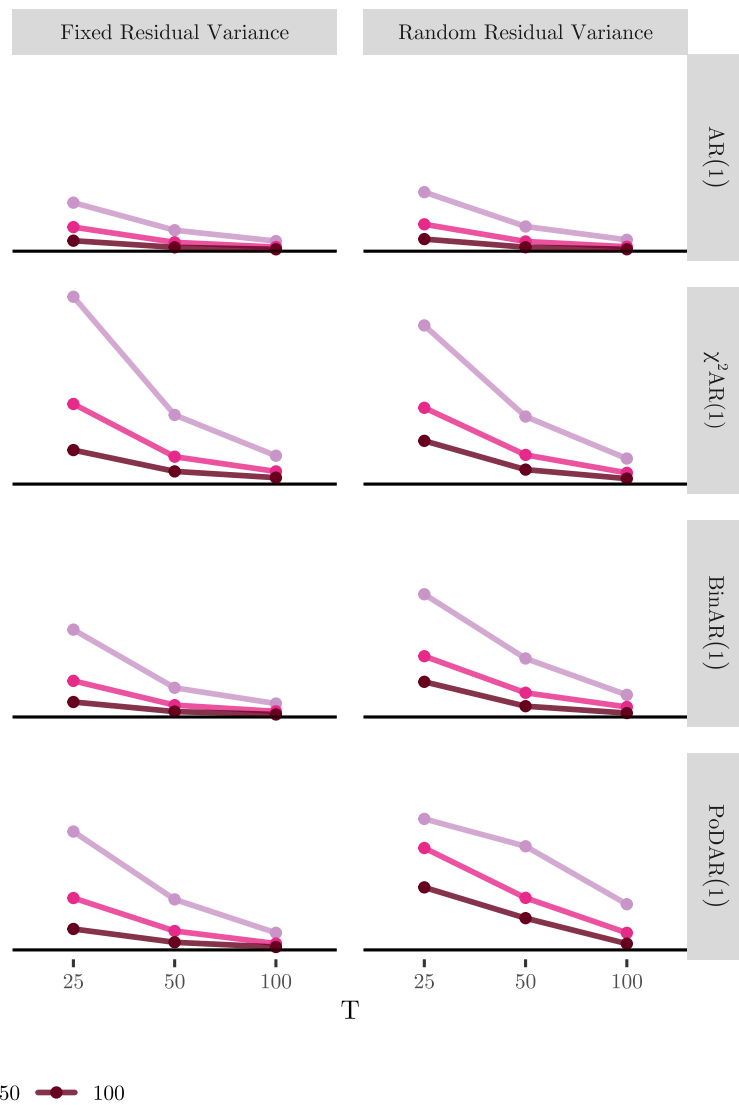 Fixed Residual Variance
Random Residual Variance
AR(1)
χ²AR(1)
BinAR(1)
PoDAR(1)
25 50 100 25 50 100
T
50 100